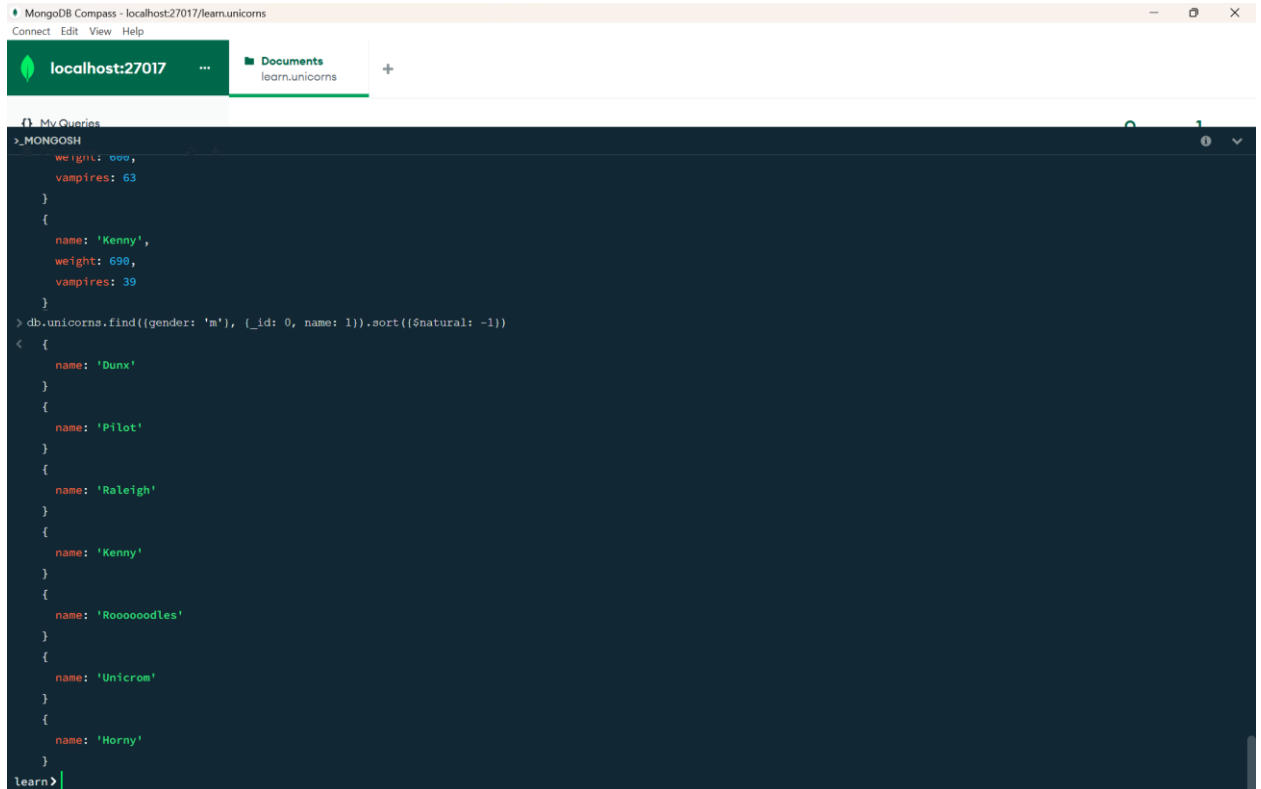 MongoDB Compass - localhost:27017/learn.unicorns
Connect Edit View Help
localhost:27017 ...
Documents
learn.unicorns
{} My Queries
>_MONGOSH
weight: 600,
vampires: 63
}
{
name: 'Kenny',
weight: 690,
vampires: 39
}
> db.unicorns.find({gender: 'm'}, {_id: 0, name: 1}).sort({$natural: -1})
< {
name: 'Dunx'
}
{
name: 'Pilot'
}
{
name: 'Raleigh'
}
{
name: 'Kenny'
}
{
name: 'Roooooodles'
}
{
name: 'Unicrom'
}
{
name: 'Horny'
}
learn>